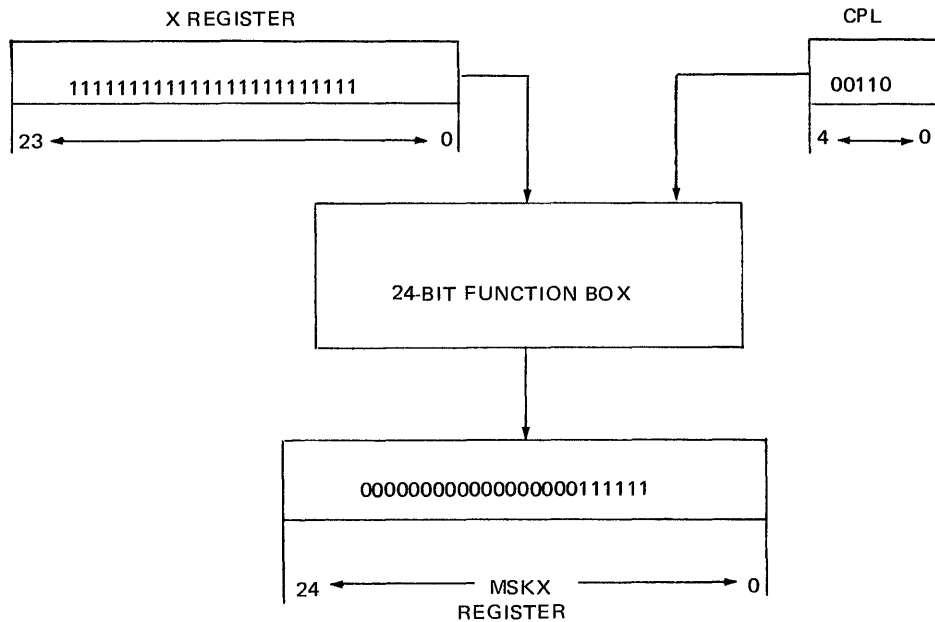 X REGISTER
CPL
111111111111111111111111
00110
23 0
4 0
24-BIT FUNCTION BOX
000000000000000000111111
24 MSKX 0
REGISTER